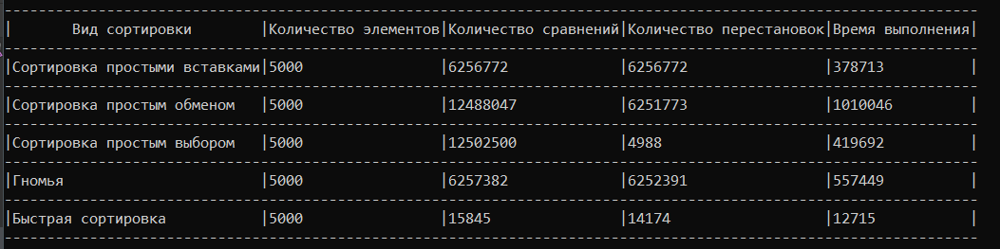 |Вид сортировки|Количество элементов|Количество сравнений|Количество перестановок|Время выполнения|
|Сортировка простыми вставками|5000|6256772|6256772|378713|
|Сортировка простым обменом|5000|12488047|6251773|1010046|
|Сортировка простым выбором|5000|12502500|4988|419692|
|Гномья|5000|6257382|6252391|557449|
|Быстрая сортировка|5000|15845|14174|12715|